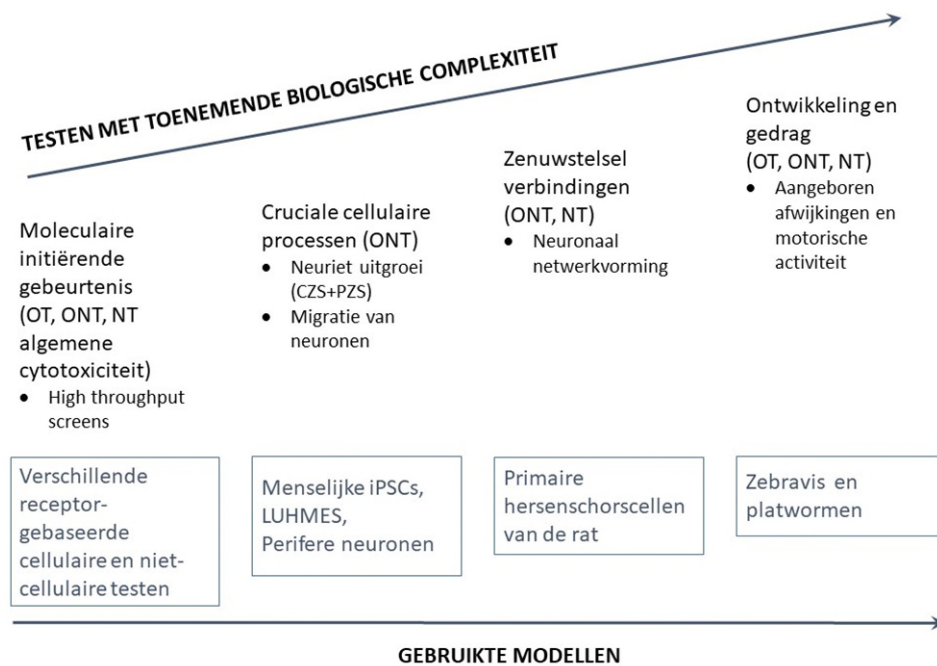 TESTEN MET TOENEMENDE BIOLOGISCHE COMPLEXITEIT
Moleculaire
initiërende
gebeurtenis
(OT, ONT, NT
algemene
cytotoxiciteit)
• High throughput
screens
Cruciale cellulaire
processen (ONT)
• Neuriet uitgroei
(CZS+PZS)
• Migratie van
neuronen
Zenuwstelsel
verbindingen
(ONT, NT)
• Neuronaal
netwerkvorming
Ontwikkeling en
gedrag
(OT, ONT, NT)
• Aangeboren
afwijkingen en
motorische
activiteit
Verschillende
receptor-
gebaseerde
cellulaire en niet-
cellulaire testen
Menselijke iPSCs,
LUHMES,
Perifere neuronen
Primaire
hersenschorscellen
van de rat
Zebravis en
platwormen
GEBRUIKTE MODELLEN